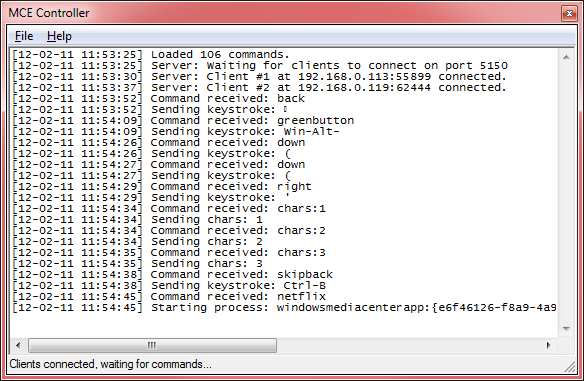 MCE Controller
File Help
[12-02-11 11:53:25] Loaded 106 commands.
[12-02-11 11:53:25] Server: Waiting for clients to connect on port 5150
[12-02-11 11:53:30] Server: Client #1 at 192.168.0.113:55899 connected.
[12-02-11 11:53:37] Server: Client #2 at 192.168.0.119:62444 connected.
[12-02-11 11:53:52] Command received: back
[12-02-11 11:53:52] Sending keystroke:
[12-02-11 11:54:09] Command received: greenbutton
[12-02-11 11:54:09] Sending keystroke: Win-Alt-
[12-02-11 11:54:26] Command received: down
[12-02-11 11:54:26] Sending keystroke: (
[12-02-11 11:54:27] Command received: down
[12-02-11 11:54:27] Sending keystroke: (
[12-02-11 11:54:29] Command received: right
[12-02-11 11:54:29] Sending keystroke: '
[12-02-11 11:54:34] Command received: chars:1
[12-02-11 11:54:34] Sending chars: 1
[12-02-11 11:54:34] Command received: chars:2
[12-02-11 11:54:34] Sending chars: 2
[12-02-11 11:54:35] Command received: chars:3
[12-02-11 11:54:35] Sending chars: 3
[12-02-11 11:54:38] Command received: skipback
[12-02-11 11:54:38] Sending keystroke: Ctrl-B
[12-02-11 11:54:45] Command received: netflix
[12-02-11 11:54:45] Starting process: windowsmediacenterapp:{e6f46126-f8a9-4a9
Clients connected, waiting for commands...